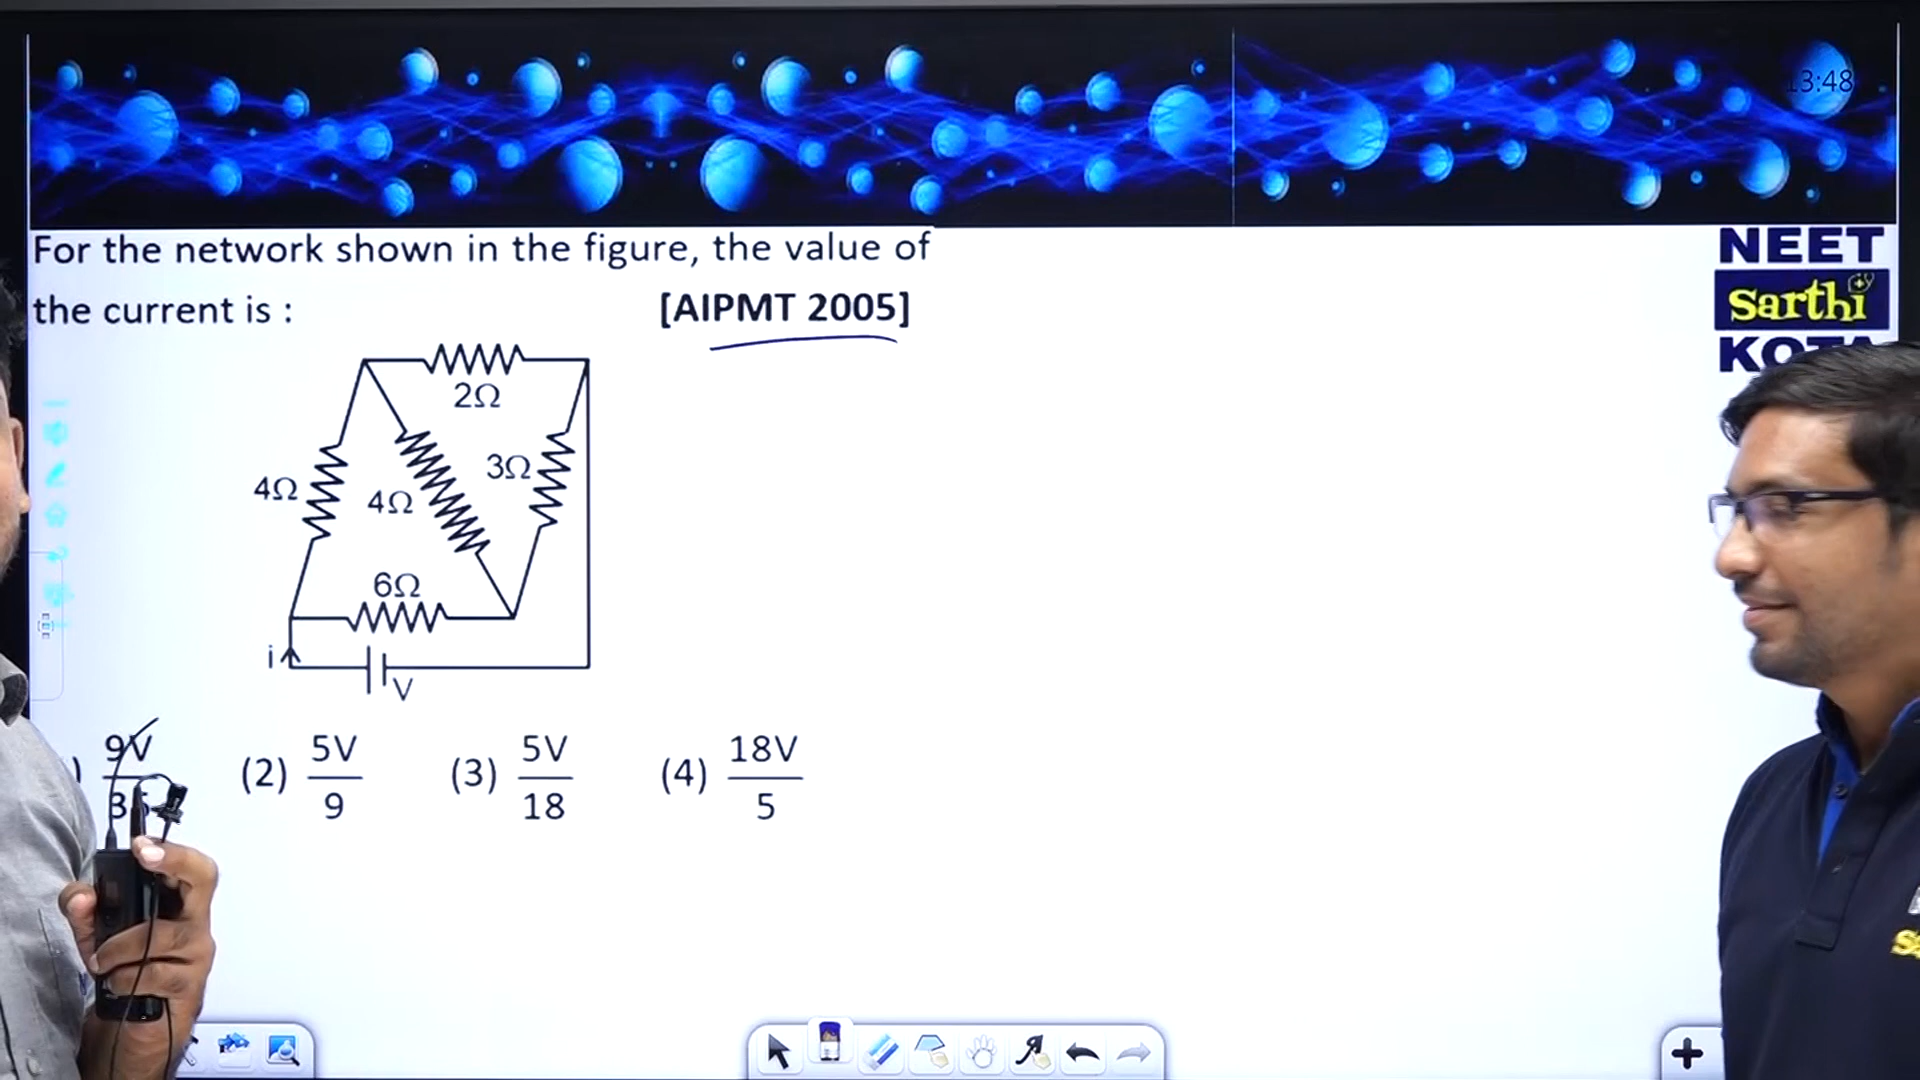 13:48
For the network shown in the figure, the value of
the current is :
[AIPMT 2005]
NEET
Sarthi
KOTA
2Ω
3Ω
4Ω
4Ω
6Ω
i
V
) 9V
(2) 5V/9
(3) 5V/18
(4) 18V/5